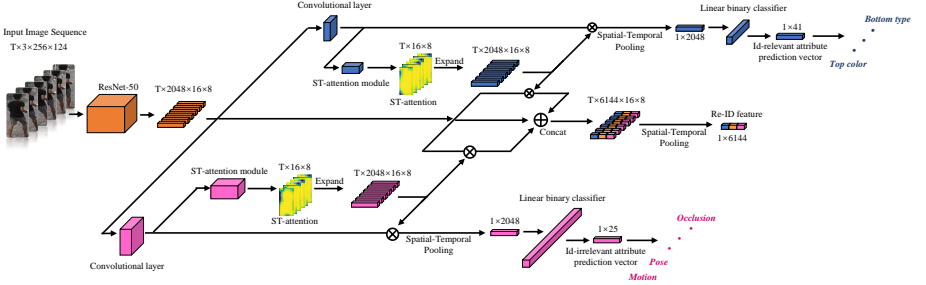 Input Image Sequence
T×3×256×124
ResNet-50
T×2048×16×8
Convolutional layer
ST-attention module
T×16×8
Expand
ST-attention
T×2048×16×8
Spatial-Temporal
Pooling
1×2048
Linear binary classifier
1×41
Id-relevant attribute
prediction vector
Bottom type
Top color
Concat
T×6144×16×8
Spatial-Temporal
Pooling
Re-ID feature
1×6144
ST-attention module
T×16×8
Expand
ST-attention
T×2048×16×8
Convolutional layer
Spatial-Temporal
Pooling
1×2048
Linear binary classifier
1×25
Id-irrelevant attribute
prediction vector
Occlusion
Pose
Motion